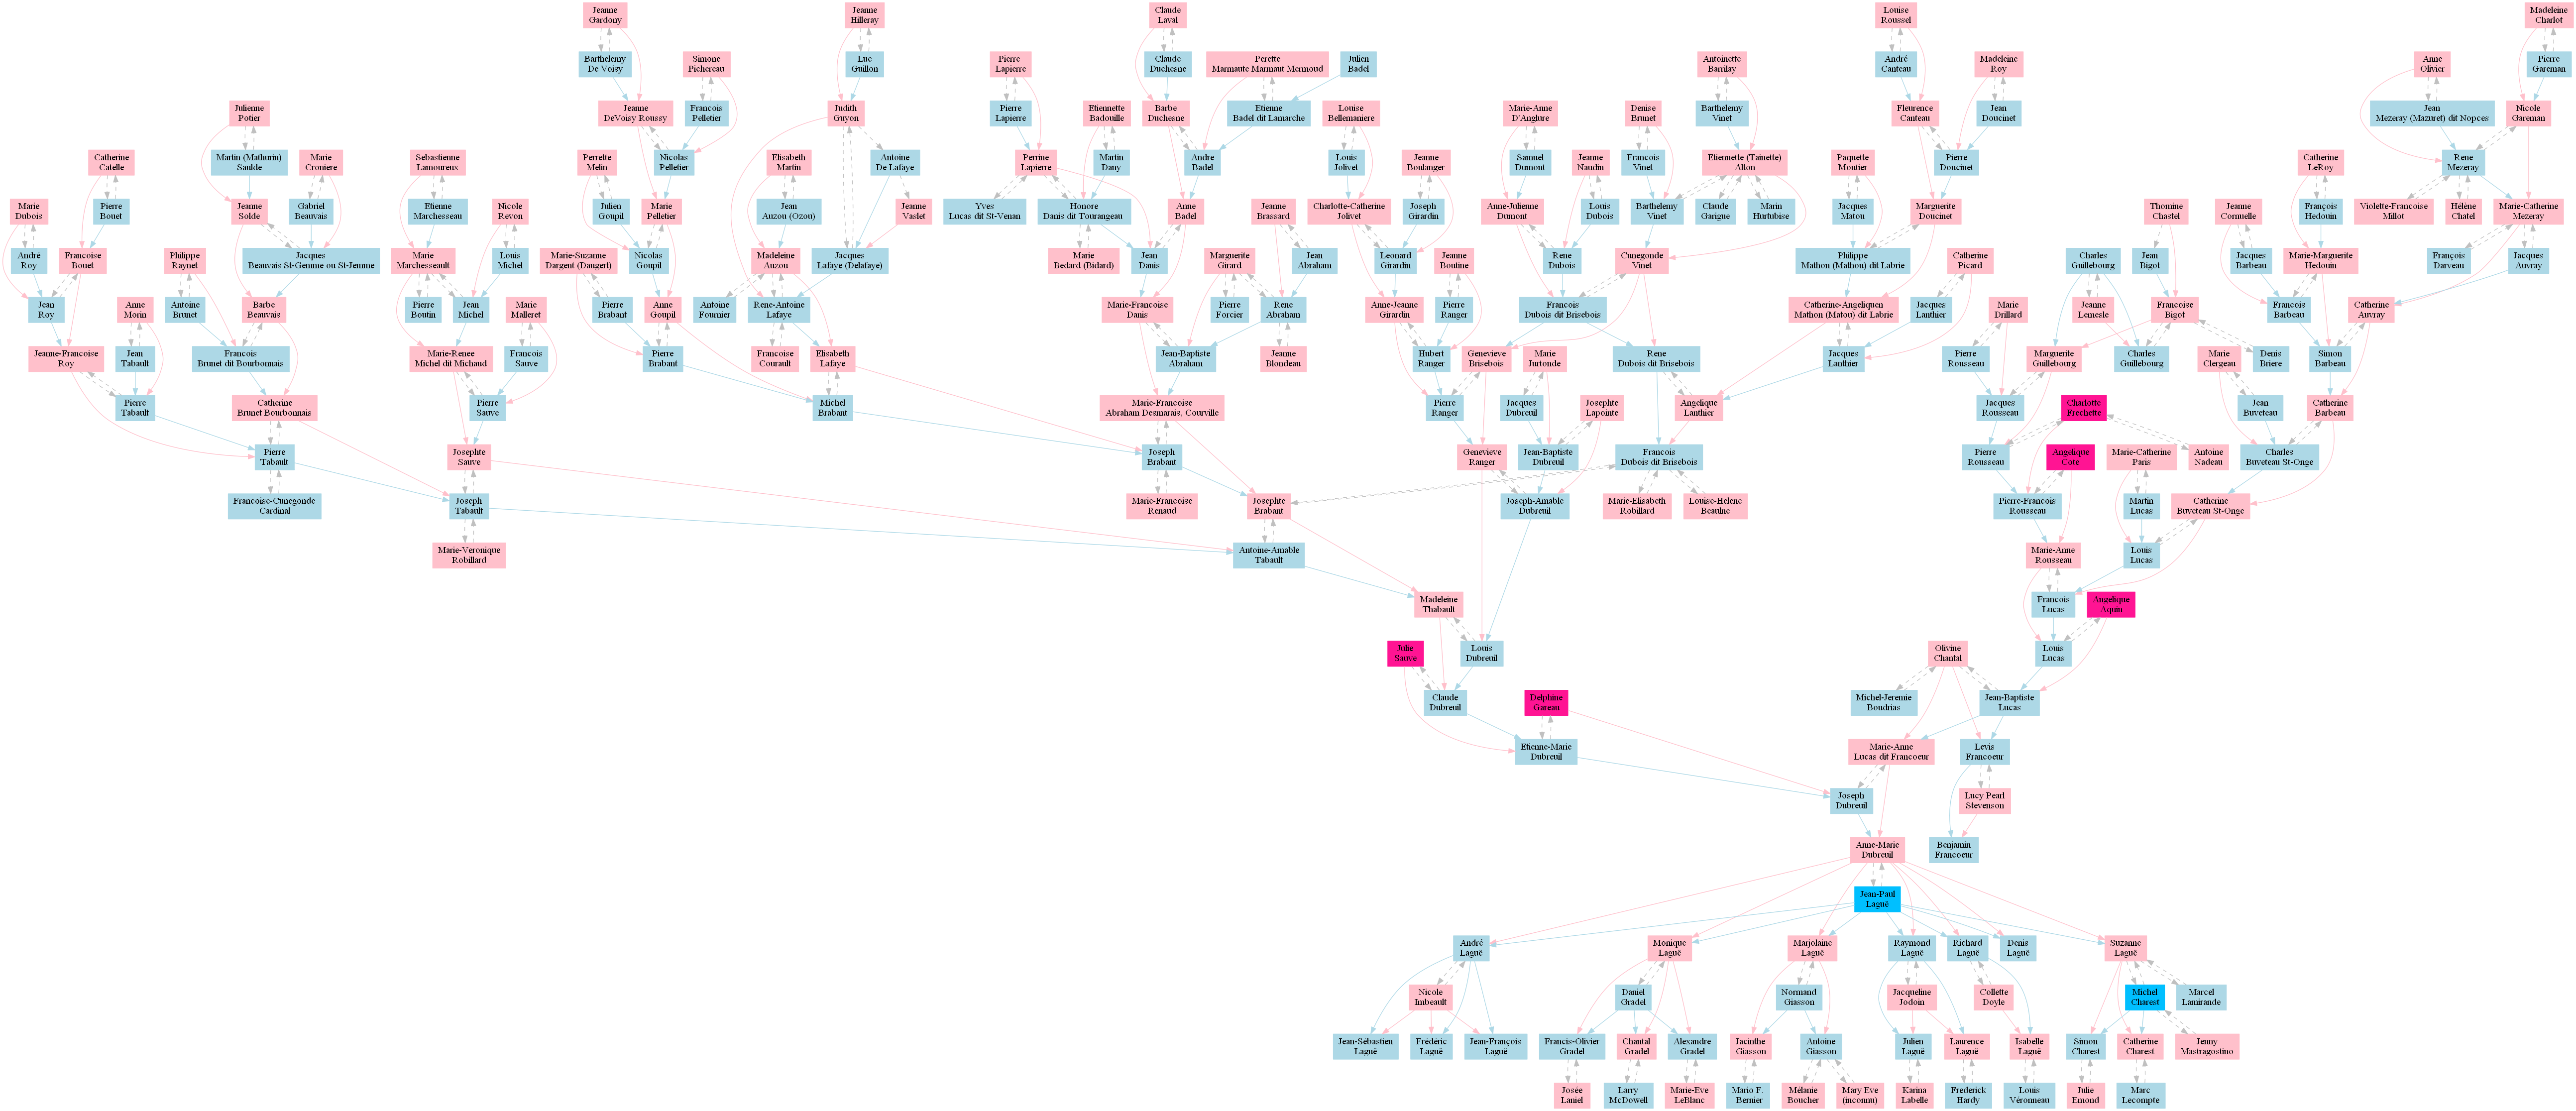 Jeanne
Gardony
Jeanne
Hilleray
Claude
Laval
Louise
Roussel
Madeleine
Charlot
Barthelemy
De Voisy
Simone
Pichereau
Luc
Guillon
Pierre
Lapierre
Claude
Duchesne
Perette
Marmaute Marmaut Mermoud
Julien
Badel
Antoinette
Barrilay
André
Canteau
Madeleine
Roy
Anne
Olivier
Pierre
Gareman
Julienne
Potier
Jeanne
DeVoisy Roussy
Francois
Pelletier
Judith
Guyon
Pierre
Lapierre
Etiennette
Badouille
Barbe
Duchesne
Etienne
Badel dit Lamarche
Louise
Bellemaniere
Marie-Anne
D'Anglure
Denise
Brunet
Barthelemy
Vinet
Fleurence
Canteau
Jean
Doucinet
Jean
Mezeray (Mazuret) dit Nopces
Nicole
Gareman
Catherine
Catelle
Martin (Mathurin)
Saulde
Marie
Croniere
Sebastienne
Lamoureux
Perrette
Melin
Nicolas
Pelletier
Elisabeth
Martin
Antoine
De Lafaye
Perrine
Lapierre
Martin
Dany
Andre
Badel
Louis
Jolivet
Jeanne
Boulanger
Samuel
Dumont
Jeanne
Naudin
Francois
Vinet
Etiennette (Tainette)
Alton
Paquette
Moutier
Pierre
Doucinet
Catherine
LeRoy
Rene
Mezeray
Marie
Dubois
Pierre
Bouet
Jeanne
Solde
Gabriel
Beauvais
Etienne
Marchesseau
Nicole
Revon
Julien
Goupil
Marie
Pelletier
Jean
Auzou (Ozou)
Jeanne
Vaslet
Yves
Lucas dit St-Venan
Honore
Danis dit Tourangeau
Anne
Badel
Jeanne
Brassard
Charlotte-Catherine
Jolivet
Joseph
Girardin
Anne-Julienne
Dumont
Louis
Dubois
Barthelemy
Vinet
Claude
Garigue
Marin
Hurtubise
Jacques
Matou
Marguerite
Doucinet
Thomine
Chastel
Jeanne
Cornuelle
François
Hedouin
Violette-Francoise
Millot
Hélène
Chatel
Marie-Catherine
Mezeray
André
Roy
Francoise
Bouet
Philippe
Raynet
Jacques
Beauvais St-Gemme ou St-Jemme
Marie
Marchesseault
Louis
Michel
Marie-Suzanne
Dargent (Daugert)
Nicolas
Goupil
Madeleine
Auzou
Jacques
Lafaye (Delafaye)
Marie
Bedard (Bidard)
Jean
Danis
Marguerite
Girard
Jean
Abraham
Leonard
Girardin
Jeanne
Boutine
Rene
Dubois
Cunegonde
Vinet
Philippe
Mathon (Mathou) dit Labrie
Catherine
Picard
Charles
Guillebourg
Jean
Bigot
Jacques
Barbeau
Marie-Marguerite
Hedouin
François
Darveau
Jacques
Auvray
Jean
Roy
Anne
Morin
Antoine
Brunet
Barbe
Beauvais
Pierre
Boutin
Jean
Michel
Marie
Malleret
Pierre
Brabant
Anne
Goupil
Antoine
Fournier
Rene-Antoine
Lafaye
Marie-Francoise
Danis
Pierre
Forcier
Rene
Abraham
Anne-Jeanne
Girardin
Pierre
Ranger
Francois
Dubois dit Brisebois
Catherine-Angeliquen
Mathon (Matou) dit Labrie
Jacques
Lanthier
Marie
Drillard
Jeanne
Lemesle
Francoise
Bigot
Francois
Barbeau
Catherine
Auvray
Jeanne-Francoise
Roy
Jean
Tabault
Francois
Brunet dit Bourbonnais
Marie-Renee
Michel dit Michaud
Francois
Sauve
Pierre
Brabant
Francoise
Courault
Elisabeth
Lafaye
Jean-Baptiste
Abraham
Jeanne
Blondeau
Hubert
Ranger
Genevieve
Brisebois
Marie
Jurtonde
Rene
Dubois dit Brisebois
Jacques
Lanthier
Pierre
Rousseau
Marguerite
Guillebourg
Charles
Guillebourg
Marie
Clergeau
Denis
Briere
Simon
Barbeau
Pierre
Tabault
Catherine
Brunet Bourbonnais
Pierre
Sauve
Michel
Brabant
Marie-Francoise
Abraham Desmarais, Courville
Pierre
Ranger
Jacques
Dubreuil
Josephte
Lapointe
Angelique
Lanthier
Jacques
Rousseau
Charlotte
Frechette
Jean
Buveteau
Catherine
Barbeau
Pierre
Tabault
Josephte
Sauve
Joseph
Brabant
Genevieve
Ranger
Jean-Baptiste
Dubreuil
Francois
Dubois dit Brisebois
Pierre
Rousseau
Angelique
Cote
Marie-Catherine
Paris
Antoine
Nadeau
Charles
Buveteau St-Onge
Francoise-Cunegonde
Cardinal
Joseph
Tabault
Marie-Francoise
Renaud
Josephte
Brabant
Joseph-Amable
Dubreuil
Marie-Elisabeth
Robillard
Louise-Helene
Beaulne
Pierre-Francois
Rousseau
Martin
Lucas
Catherine
Buveteau St-Onge
Marie-Veronique
Robillard
Antoine-Amable
Tabault
Marie-Anne
Rousseau
Louis
Lucas
Madeleine
Thabault
Francois
Lucas
Angelique
Aquin
Julie
Sauve
Louis
Dubreuil
Olivine
Chantal
Louis
Lucas
Claude
Dubreuil
Delphine
Gareau
Michel-Jeremie
Boudrias
Jean-Baptiste
Lucas
Etienne-Marie
Dubreuil
Marie-Anne
Lucas dit Francoeur
Levis
Francoeur
Joseph
Dubreuil
Lucy Pearl
Stevenson
Anne-Marie
Dubreuil
Benjamin
Francoeur
Jean-Paul
Laguë
André
Laguë
Monique
Laguë
Marjolaine
Laguë
Raymond
Laguë
Richard
Laguë
Denis
Laguë
Suzanne
Laguë
Nicole
Imbeault
Daniel
Gradel
Normand
Giasson
Jacqueline
Jodoin
Collette
Doyle
Michel
Charest
Marcel
Lamirande
Jean-Sébastien
Laguë
Frédéric
Laguë
Jean-François
Laguë
Francis-Olivier
Gradel
Chantal
Gradel
Alexandre
Gradel
Jacinthe
Giasson
Antoine
Giasson
Julien
Laguë
Laurence
Laguë
Isabelle
Laguë
Simon
Charest
Catherine
Charest
Jenny
Mastragostino
Josée
Laniel
Larry
McDowell
Marie-Eve
LeBlanc
Mario F.
Bernier
Mélanie
Boucher
Mary Eve
(inconnu)
Karina
Labelle
Frederick
Hardy
Louis
Véronneau
Julie
Emond
Marc
Lecompte